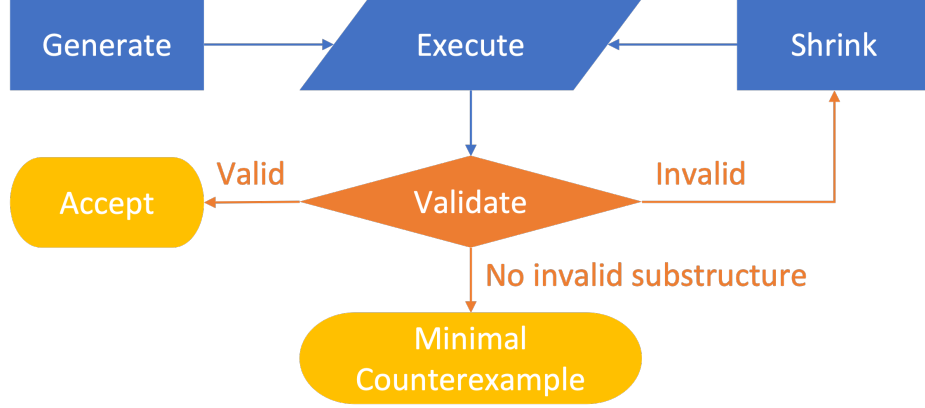 Generate
Execute
Shrink
Valid
Invalid
Accept
Validate
No invalid substructure
Minimal
Counterexample